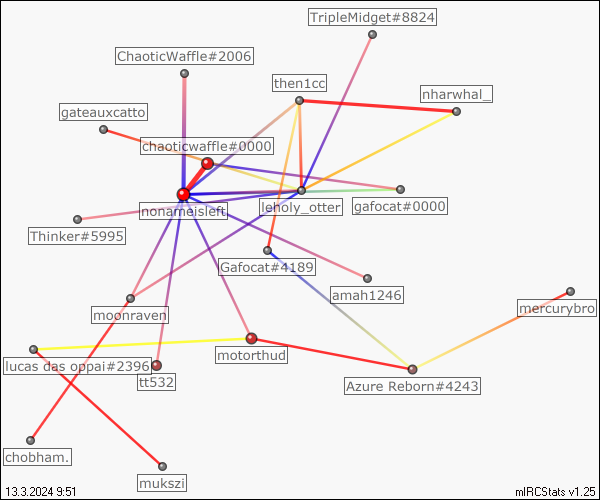 TripleMidget#8824
ChaoticWaffle#2006
then1cc
nharwhal_
gateauxcatto
chaoticwaffle#0000
nonameisleft
leholy_otter
gafocat#0000
Thinker#5995
Gafocat#4189
amah1246
mercurybro
moonraven
motorthud
lucas das oppai#2396
tt532
Azure Reborn#4243
chobham.
mukszi
13.3.2024 9:51
mIRCStats v1.25